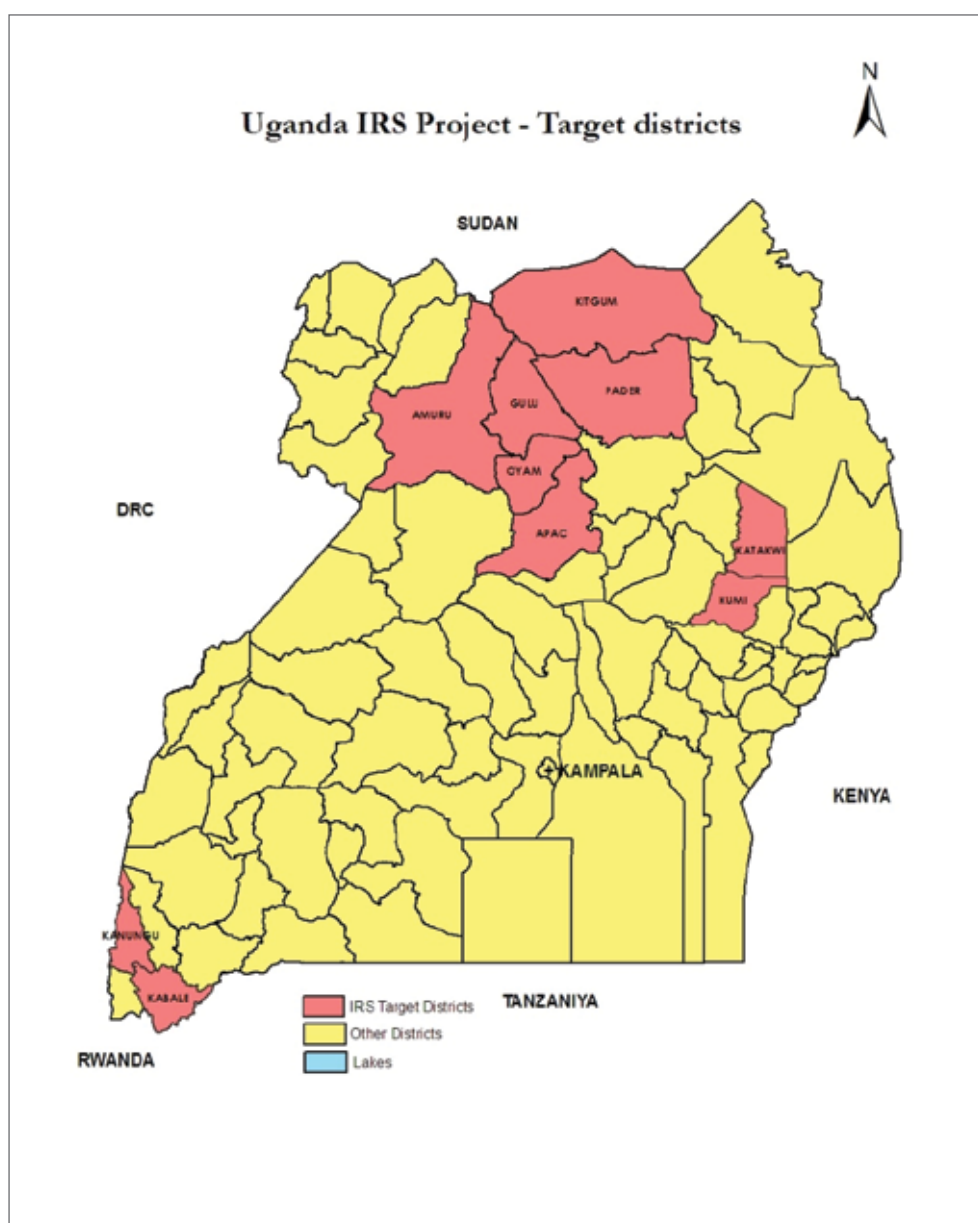 N
Uganda IRS Project - Target districts
SUDAN
KITGUM
PADER
GULU
AMURU
OYAM
DRC
APAC
KATAKWI
KUMI
KAMPALA
KENYA
KANUNGU
KABALE
TANZANIYA
IRS Target Districts
Other Districts
Lakes
RWANDA